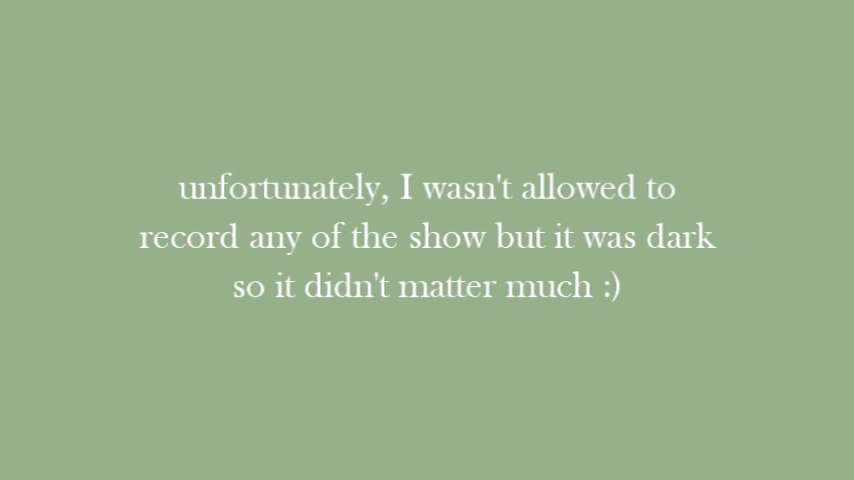 unfortunately, I wasn't allowed to
record any of the show but it was dark
so it didn't matter much :)